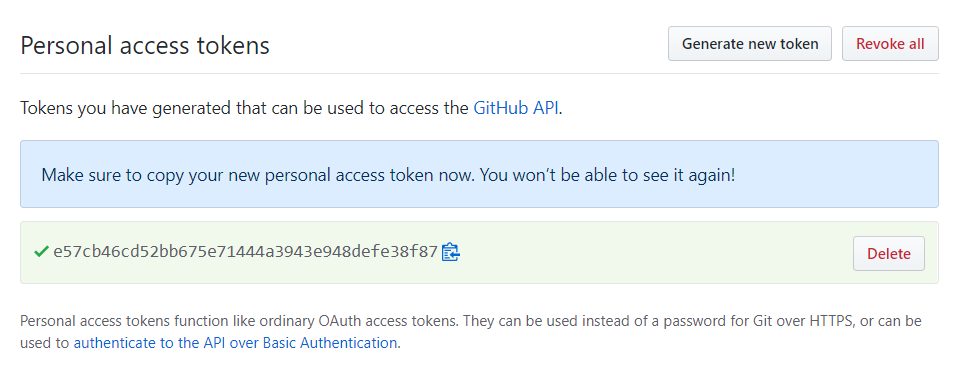 Personal access tokens
Generate new token
Revoke all
Tokens you have generated that can be used to access the GitHub API.
Make sure to copy your new personal access token now. You won’t be able to see it again!
e57cb46cd52bb675e71444a3943e948defe38f87
Delete
Personal access tokens function like ordinary OAuth access tokens. They can be used instead of a password for Git over HTTPS, or can be
used to authenticate to the API over Basic Authentication.